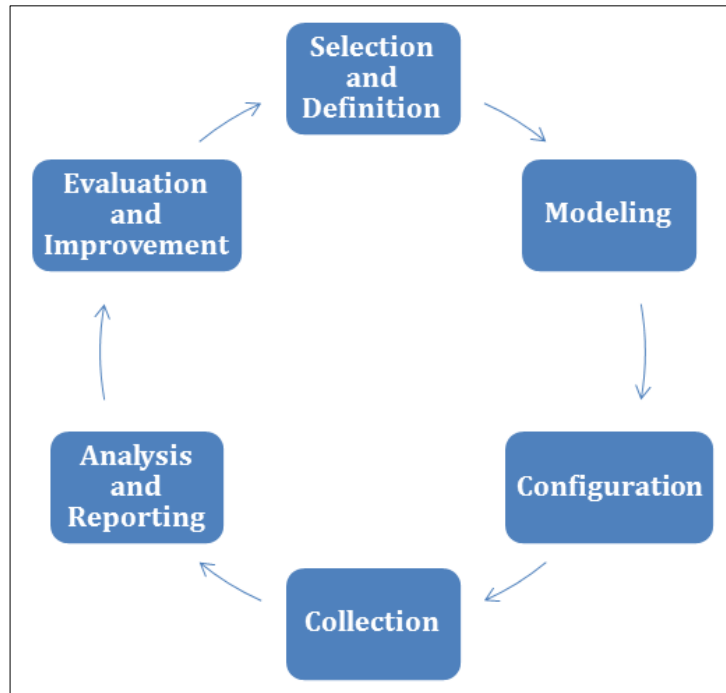 Selection
and
Definition
Modeling
Configuration
Collection
Analysis
and
Reporting
Evaluation
and
Improvement